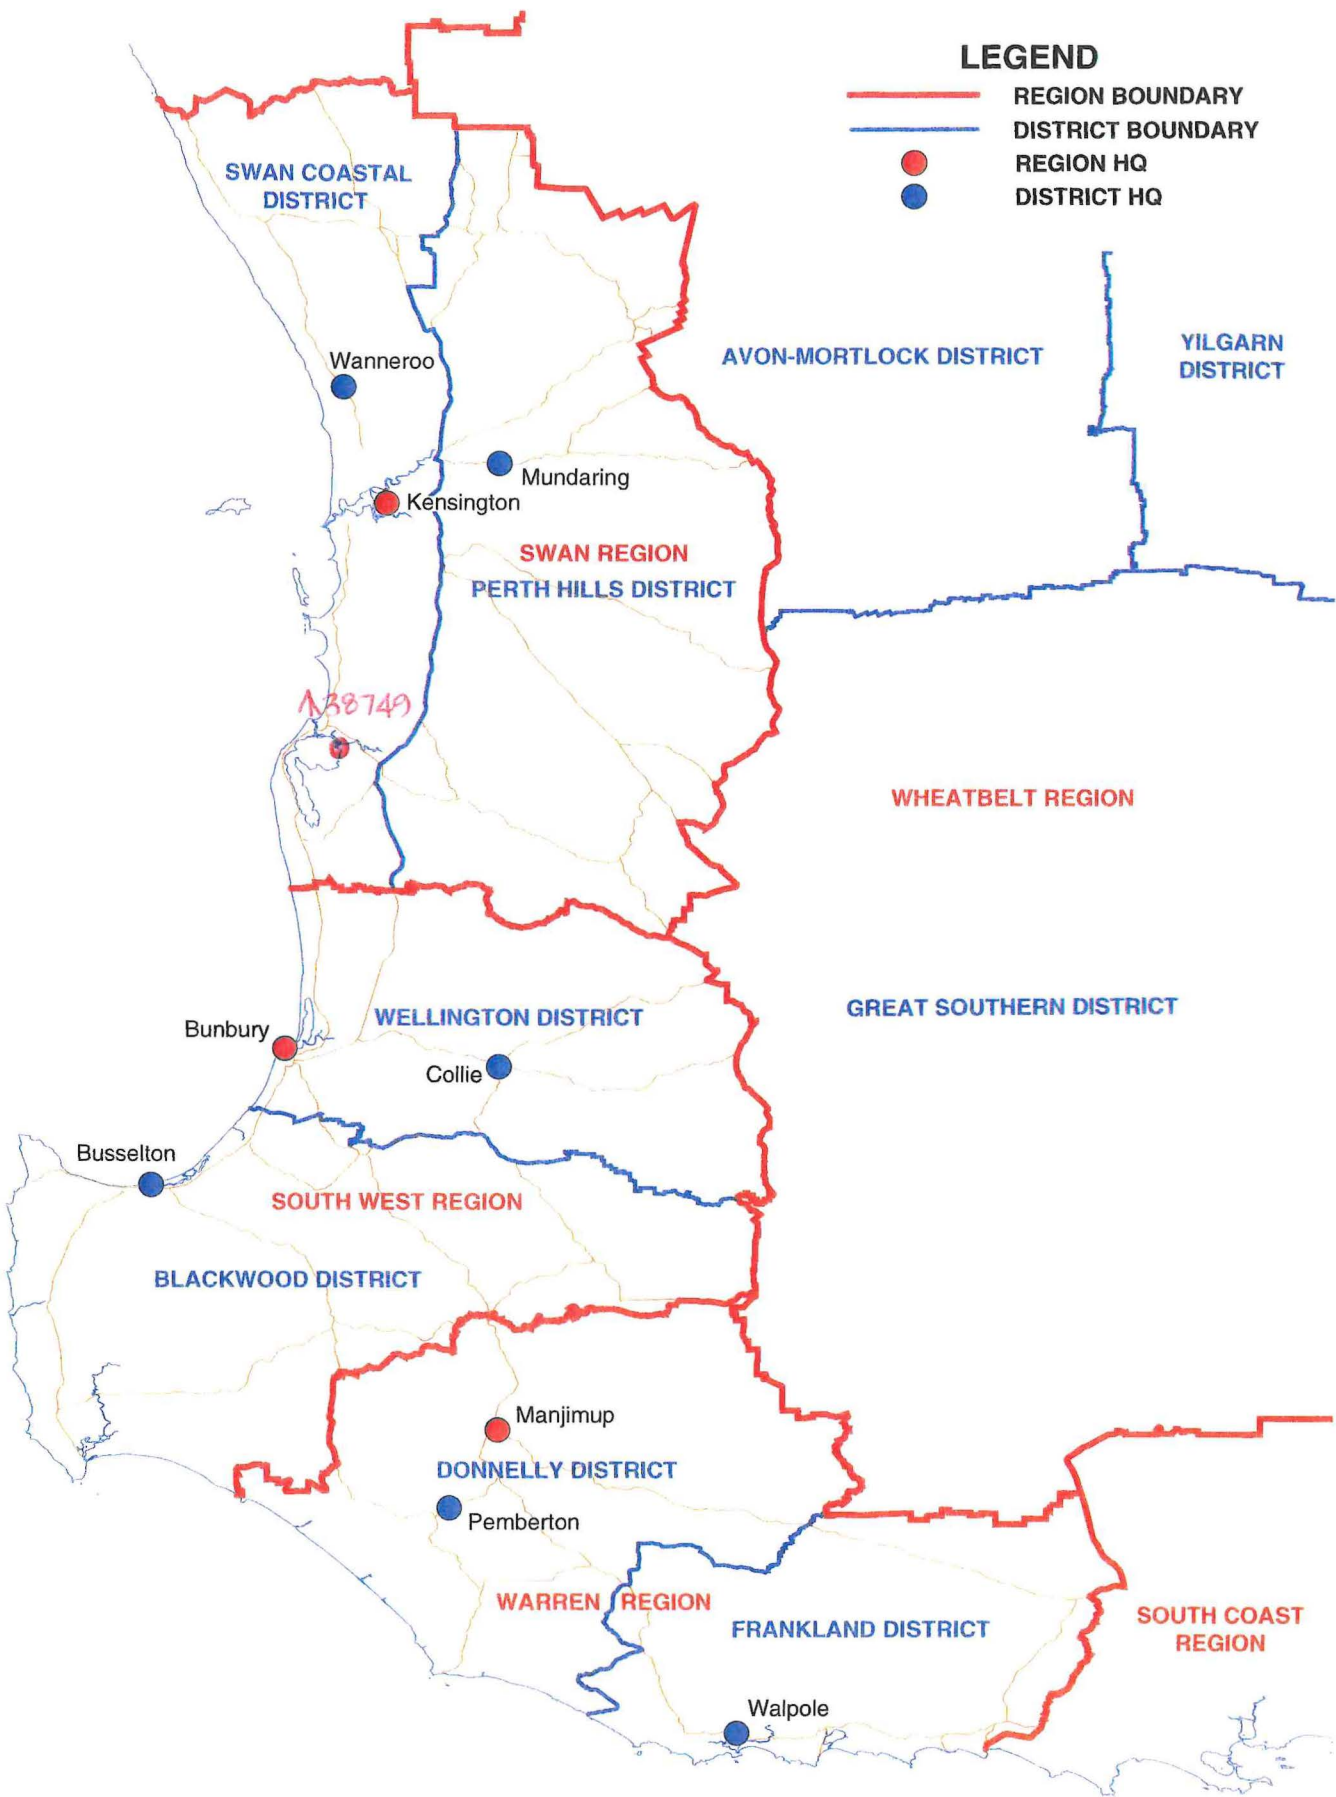 LEGEND
REGION BOUNDARY
DISTRICT BOUNDARY
REGION HQ
DISTRICT HQ
SWAN COASTAL
DISTRICT
YILGARN
DISTRICT
AVON-MORTLOCK DISTRICT
Wanneroo
Mundaring
Kensington
SWAN REGION
PERTH HILLS DISTRICT
A38749
WHEATBELT REGION
GREAT SOUTHERN DISTRICT
WELLINGTON DISTRICT
Bunbury
Collie
Busselton
SOUTH WEST REGION
BLACKWOOD DISTRICT
Manjimup
DONNELLY DISTRICT
Pemberton
WARREN REGION
FRANKLAND DISTRICT
SOUTH COAST
REGION
Walpole